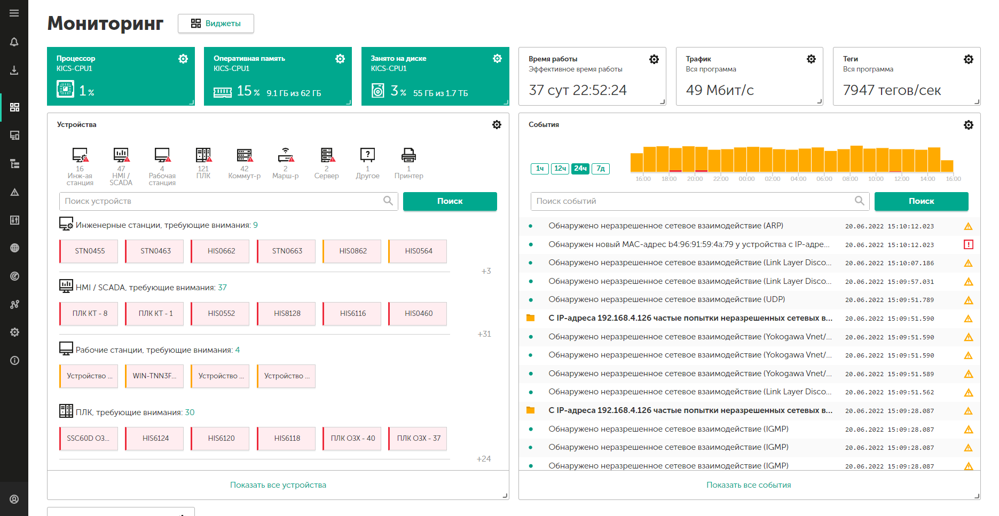 Мониторинг
Виджеты
Процессор
KICS-CPU1
1 %
Оперативная память
KICS-CPU1
15 % 9.1 ГБ из 62 ГБ
Занято на диске
KICS-CPU1
3 % 55 ГБ из 1.7 ТБ
Время работы
Эффективное время работы
37 сут 22:52:24
Трафик
Вся программа
49 Мбит/с
Теги
Вся программа
7947 тегов/сек
Устройства
16
Инж-ая
станция
47
HMI /
SCADA
4
Рабочая
станция
121
ПЛК
42
Коммут-р
2
Марш-р
2
Сервер
1
Другое
1
Принтер
Поиск устройств
Поиск
Инженерные станции, требующие внимания: 9
STN0455 STN0463 HIS0662 STN0663 HIS0862 HIS0564
+3
HMI / SCADA, требующие внимания: 37
ПЛК КТ - 8 ПЛК КТ - 1 HIS0552 HIS8128 HIS6116 HIS0460
+31
Рабочие станции, требующие внимания: 4
Устройство ... WIN-TNN3F... Устройство ... Устройство ...
ПЛК, требующие внимания: 30
SSC60D ОЗ... HIS6124 HIS6120 HIS6118 ПЛК ОЗХ - 40 ПЛК ОЗХ - 37
+24
Показать все устройства
События
1ч 12ч 24ч 7д
16:00 18:00 20:00 22:00 00:00 02:00 04:00 06:00 08:00 10:00 12:00 14:00 16:00
Поиск событий
Поиск
Обнаружено неразрешенное сетевое взаимодействие (ARP) 20.06.2022 15:10:12.023
Обнаружен новый MAC-адрес b4:96:91:59:4a:79 у устройства с IP-адре... 20.06.2022 15:10:12.023
Обнаружено неразрешенное сетевое взаимодействие (Link Layer Disco... 20.06.2022 15:10:07.186
Обнаружено неразрешенное сетевое взаимодействие (Link Layer Disco... 20.06.2022 15:09:57.031
Обнаружено неразрешенное сетевое взаимодействие (UDP) 20.06.2022 15:09:51.789
С IP-адреса 192.168.4.126 частые попытки неразрешенных сетевых в... 20.06.2022 15:09:51.590
Обнаружено неразрешенное сетевое взаимодействие (Yokogawa Vnet/... 20.06.2022 15:09:51.590
Обнаружено неразрешенное сетевое взаимодействие (Yokogawa Vnet/... 20.06.2022 15:09:51.590
Обнаружено неразрешенное сетевое взаимодействие (Yokogawa Vnet/... 20.06.2022 15:09:51.589
Обнаружено неразрешенное сетевое взаимодействие (Link Layer Disco... 20.06.2022 15:09:51.562
С IP-адреса 192.168.4.126 частые попытки неразрешенных сетевых в... 20.06.2022 15:09:28.087
Обнаружено неразрешенное сетевое взаимодействие (IGMP) 20.06.2022 15:09:28.087
Обнаружено неразрешенное сетевое взаимодействие (IGMP) 20.06.2022 15:09:28.087
Обнаружено неразрешенное сетевое взаимодействие (IGMP) 20.06.2022 15:09:28.087
Показать все события